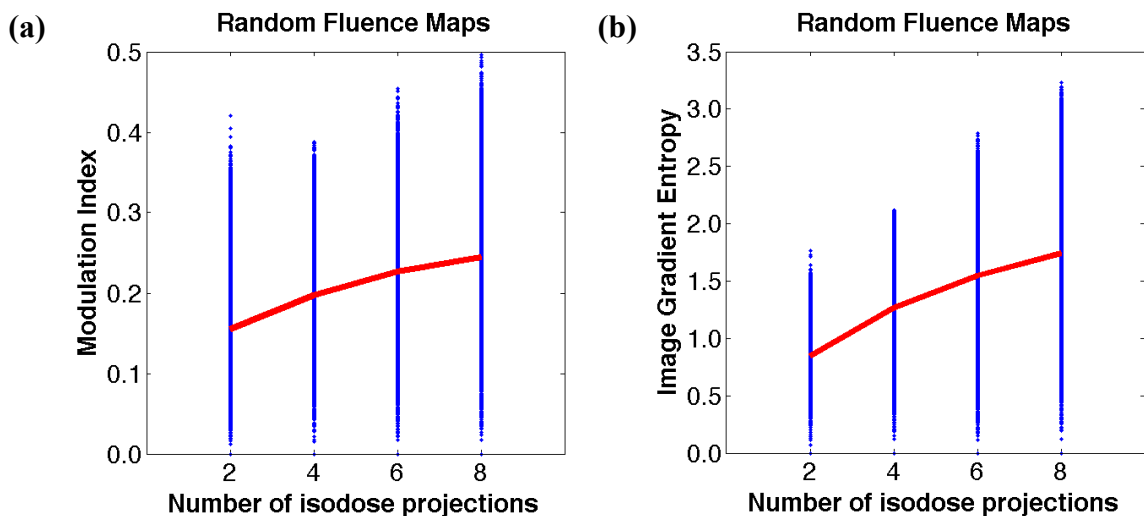 (a)
Random Fluence Maps
0.5
0.4
0.3
0.2
0.1
0.0
Modulation Index
2 4 6 8
Number of isodose projections
(b)
Random Fluence Maps
3.5
3.0
2.5
2.0
1.5
1.0
0.5
0.0
Image Gradient Entropy
2 4 6 8
Number of isodose projections